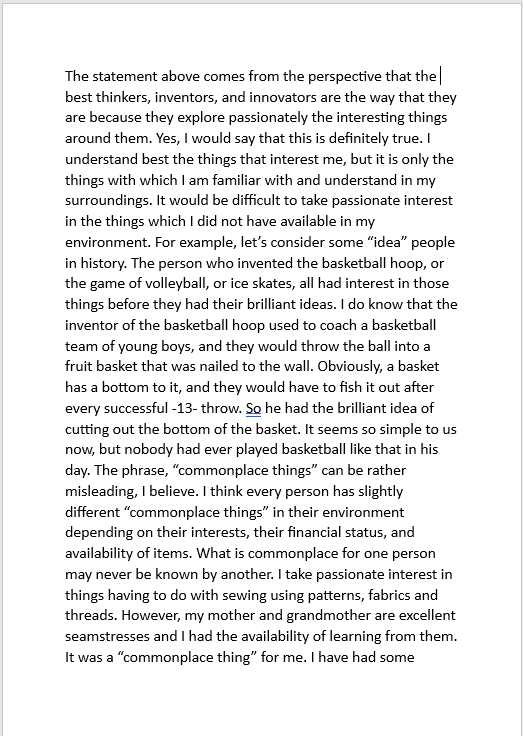 The statement above comes from the perspective that the
best thinkers, inventors, and innovators are the way that they
are because they explore passionately the interesting things
around them. Yes, I would say that this is definitely true. I
understand best the things that interest me, but it is only the
things with which I am familiar with and understand in my
surroundings. It would be difficult to take passionate interest
in the things which I did not have available in my
environment. For example, let’s consider some “idea” people
in history. The person who invented the basketball hoop, or
the game of volleyball, or ice skates, all had interest in those
things before they had their brilliant ideas. I do know that the
inventor of the basketball hoop used to coach a basketball
team of young boys, and they would throw the ball into a
fruit basket that was nailed to the wall. Obviously, a basket
has a bottom to it, and they would have to fish it out after
every successful -13- throw. So he had the brilliant idea of
cutting out the bottom of the basket. It seems so simple to us
now, but nobody had ever played basketball like that in his
day. The phrase, “commonplace things” can be rather
misleading, I believe. I think every person has slightly
different “commonplace things” in their environment
depending on their interests, their financial status, and
availability of items. What is commonplace for one person
may never be known by another. I take passionate interest in
things having to do with sewing using patterns, fabrics and
threads. However, my mother and grandmother are excellent
seamstresses and I had the availability of learning from them.
It was a “commonplace thing” for me. I have had some